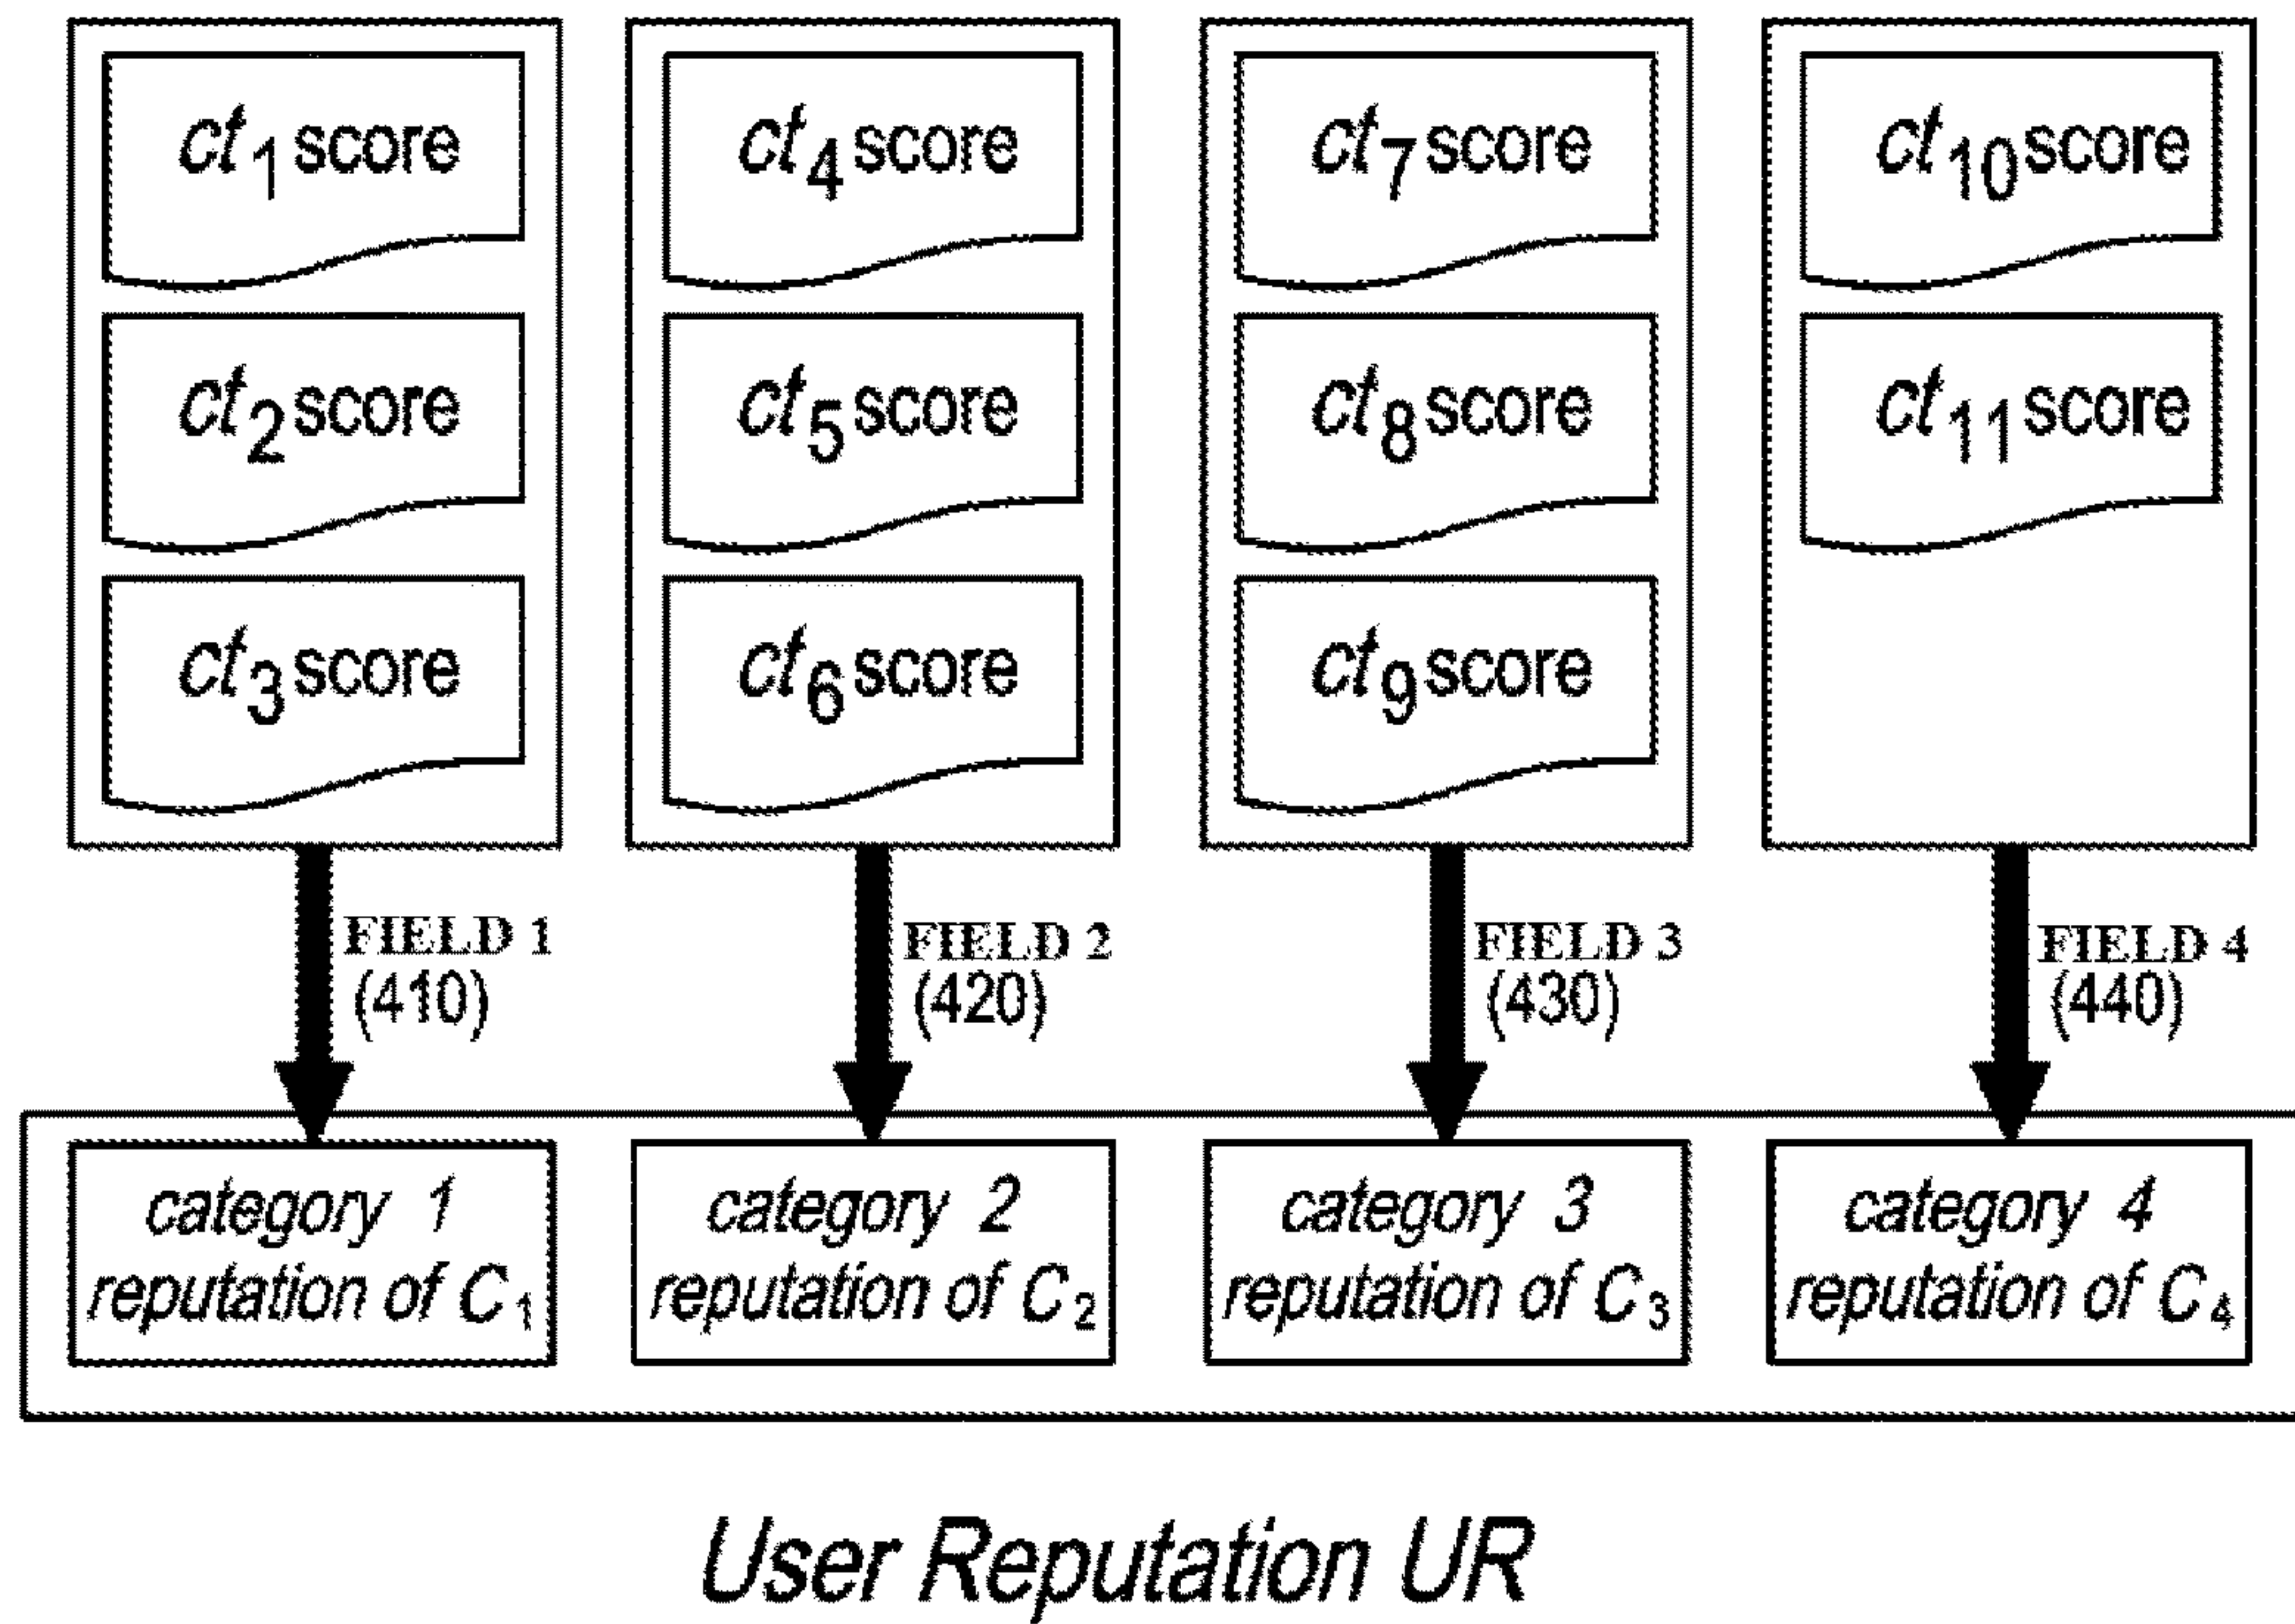 ct1 score
ct2 score
ct3 score
ct4 score
ct5 score
ct6 score
ct7 score
ct8 score
ct9 score
ct10 score
ct11 score
FIELD 1
(410)
FIELD 2
(420)
FIELD 3
(430)
FIELD 4
(440)
category 1
reputation of C1
category 2
reputation of C2
category 3
reputation of C3
category 4
reputation of C4
User Reputation UR